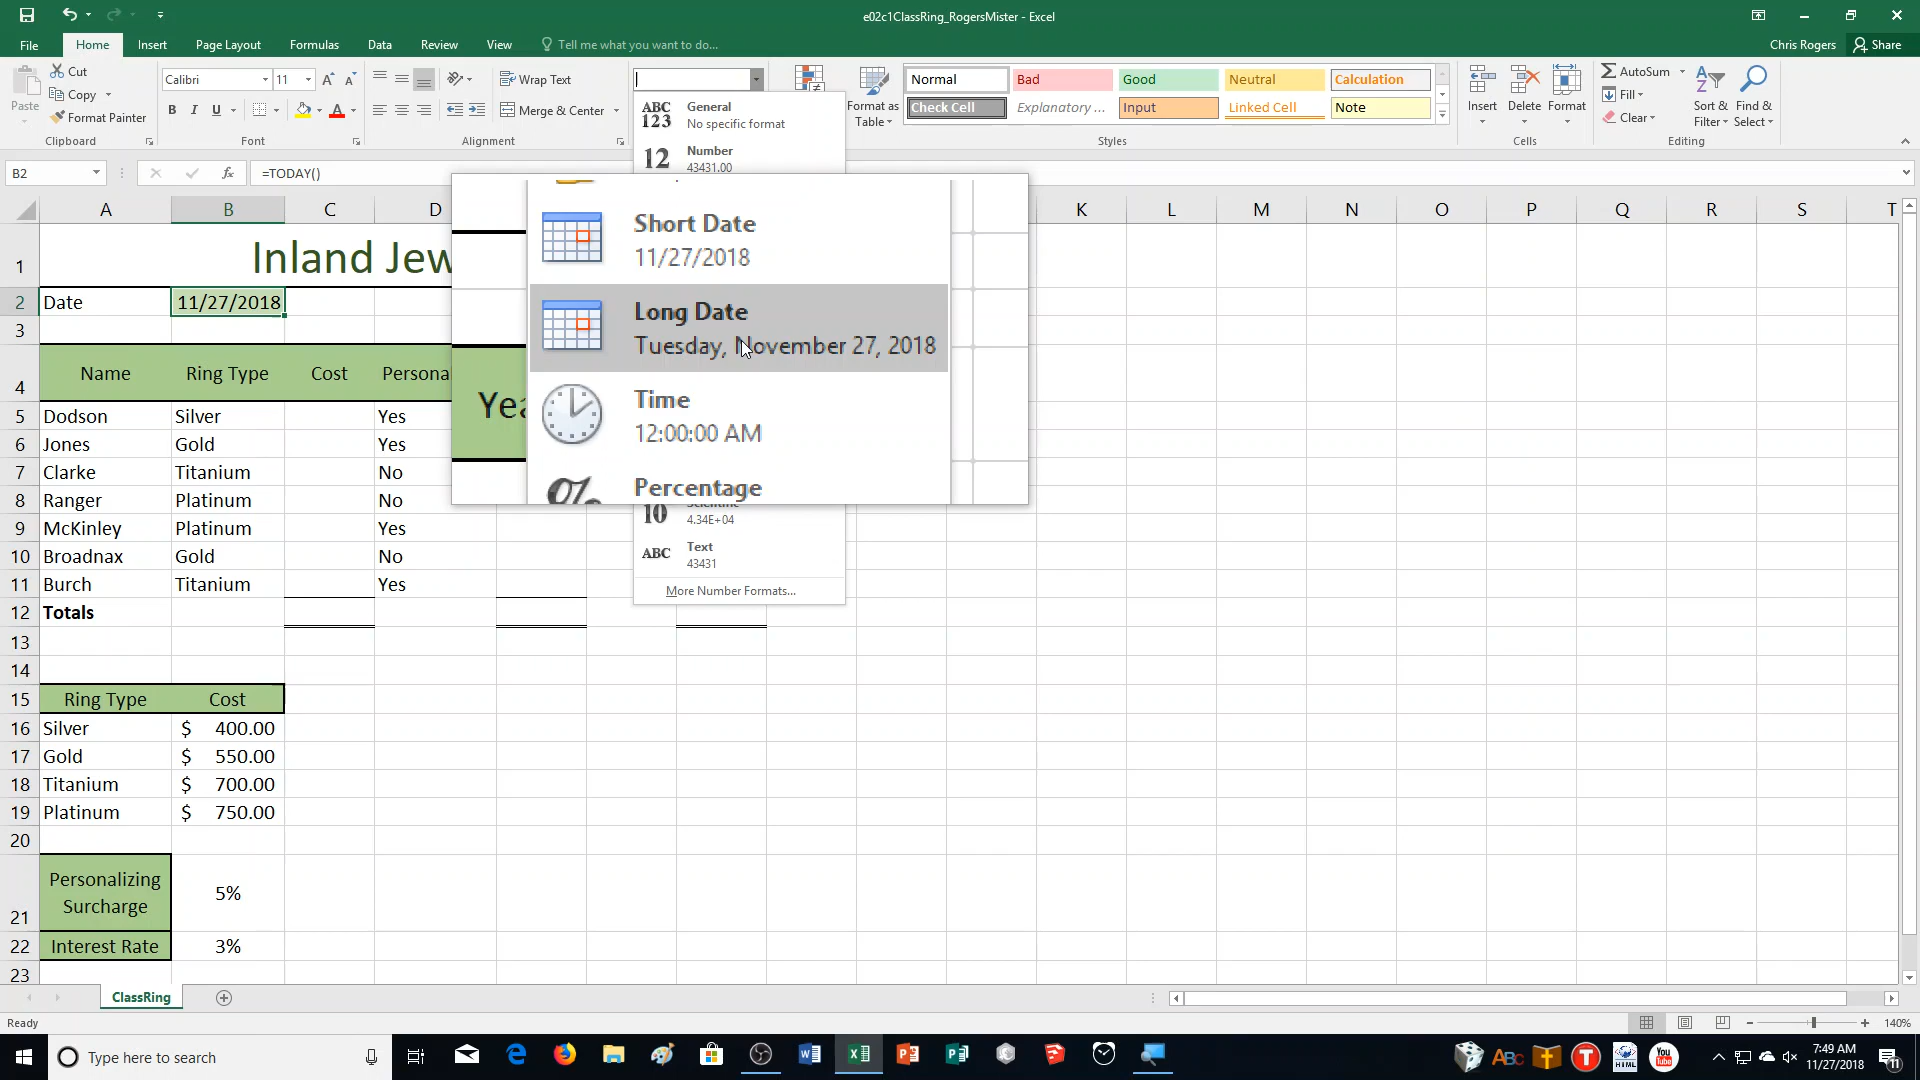 e02c1ClassRing_RogersMister - Excel
File Home Insert Page Layout Formulas Data Review View Tell me what you want to do... Chris Rogers Share
Paste
Cut
Copy
Format Painter
Clipboard
Calibri 11
B I U
Font
Wrap Text
Merge & Center
Alignment
Format as Table
Normal Bad Good Neutral Calculation
Check Cell Explanatory ... Input Linked Cell Note
Styles
Insert Delete Format
Cells
AutoSum
Fill
Clear
Sort & Filter
Find & Select
Editing
ABC 123
General
No specific format
12
Number
43431.00
B2 fx =TODAY()
A B C D K L M N O P Q R S T
1 Inland Jew
2 Date 11/27/2018
3
4 Name Ring Type Cost Persona
5 Dodson Silver Yes
6 Jones Gold Yes
7 Clarke Titanium No
8 Ranger Platinum No
9 McKinley Platinum Yes
10 Broadnax Gold No
11 Burch Titanium Yes
12 Totals
13
14
15 Ring Type Cost
16 Silver $ 400.00
17 Gold $ 550.00
18 Titanium $ 700.00
19 Platinum $ 750.00
20
21 Personalizing Surcharge 5%
22 Interest Rate 3%
23
Short Date
11/27/2018
Long Date
Tuesday, November 27, 2018
Yea
Time
12:00:00 AM
%
Percentage
10
4.34E+04
ABC
Text
43431
More Number Formats...
ClassRing
Ready 140%
Type here to search
7:49 AM
11/27/2018
11